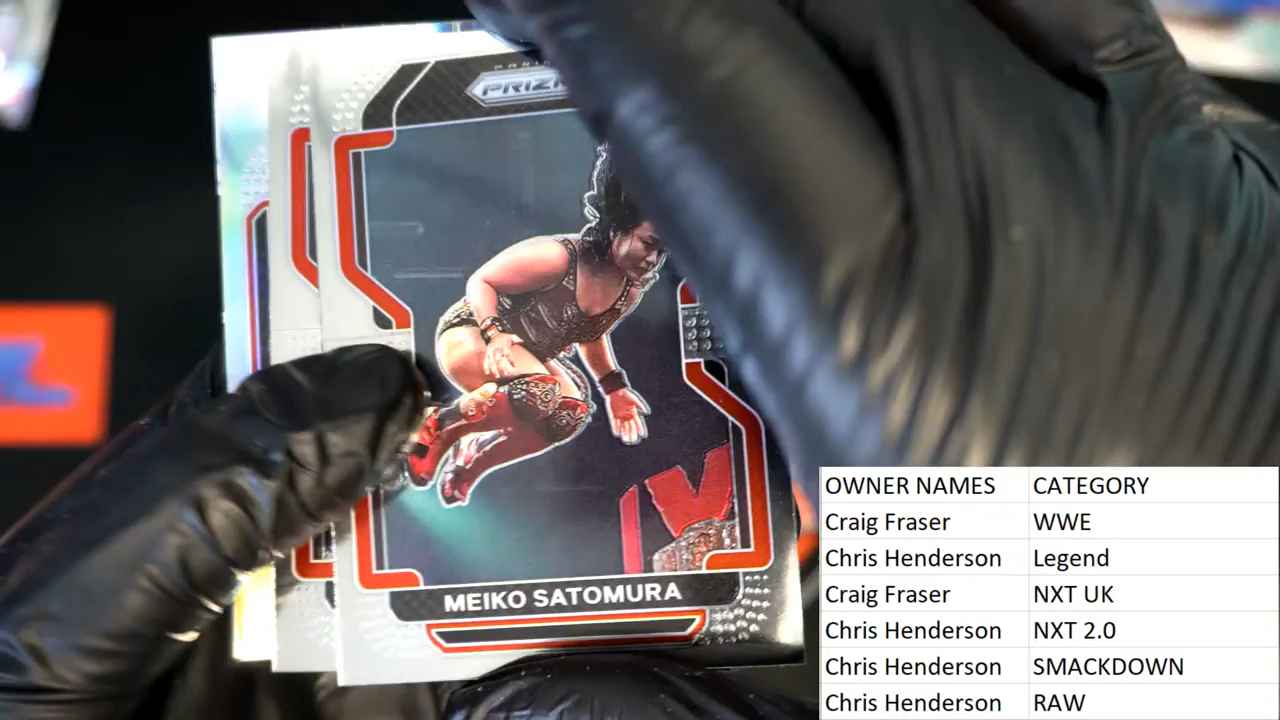 MEIKO SATOMURA
OWNER NAMES CATEGORY
Craig Fraser WWE
Chris Henderson Legend
Craig Fraser NXT UK
Chris Henderson NXT 2.0
Chris Henderson SMACKDOWN
Chris Henderson RAW